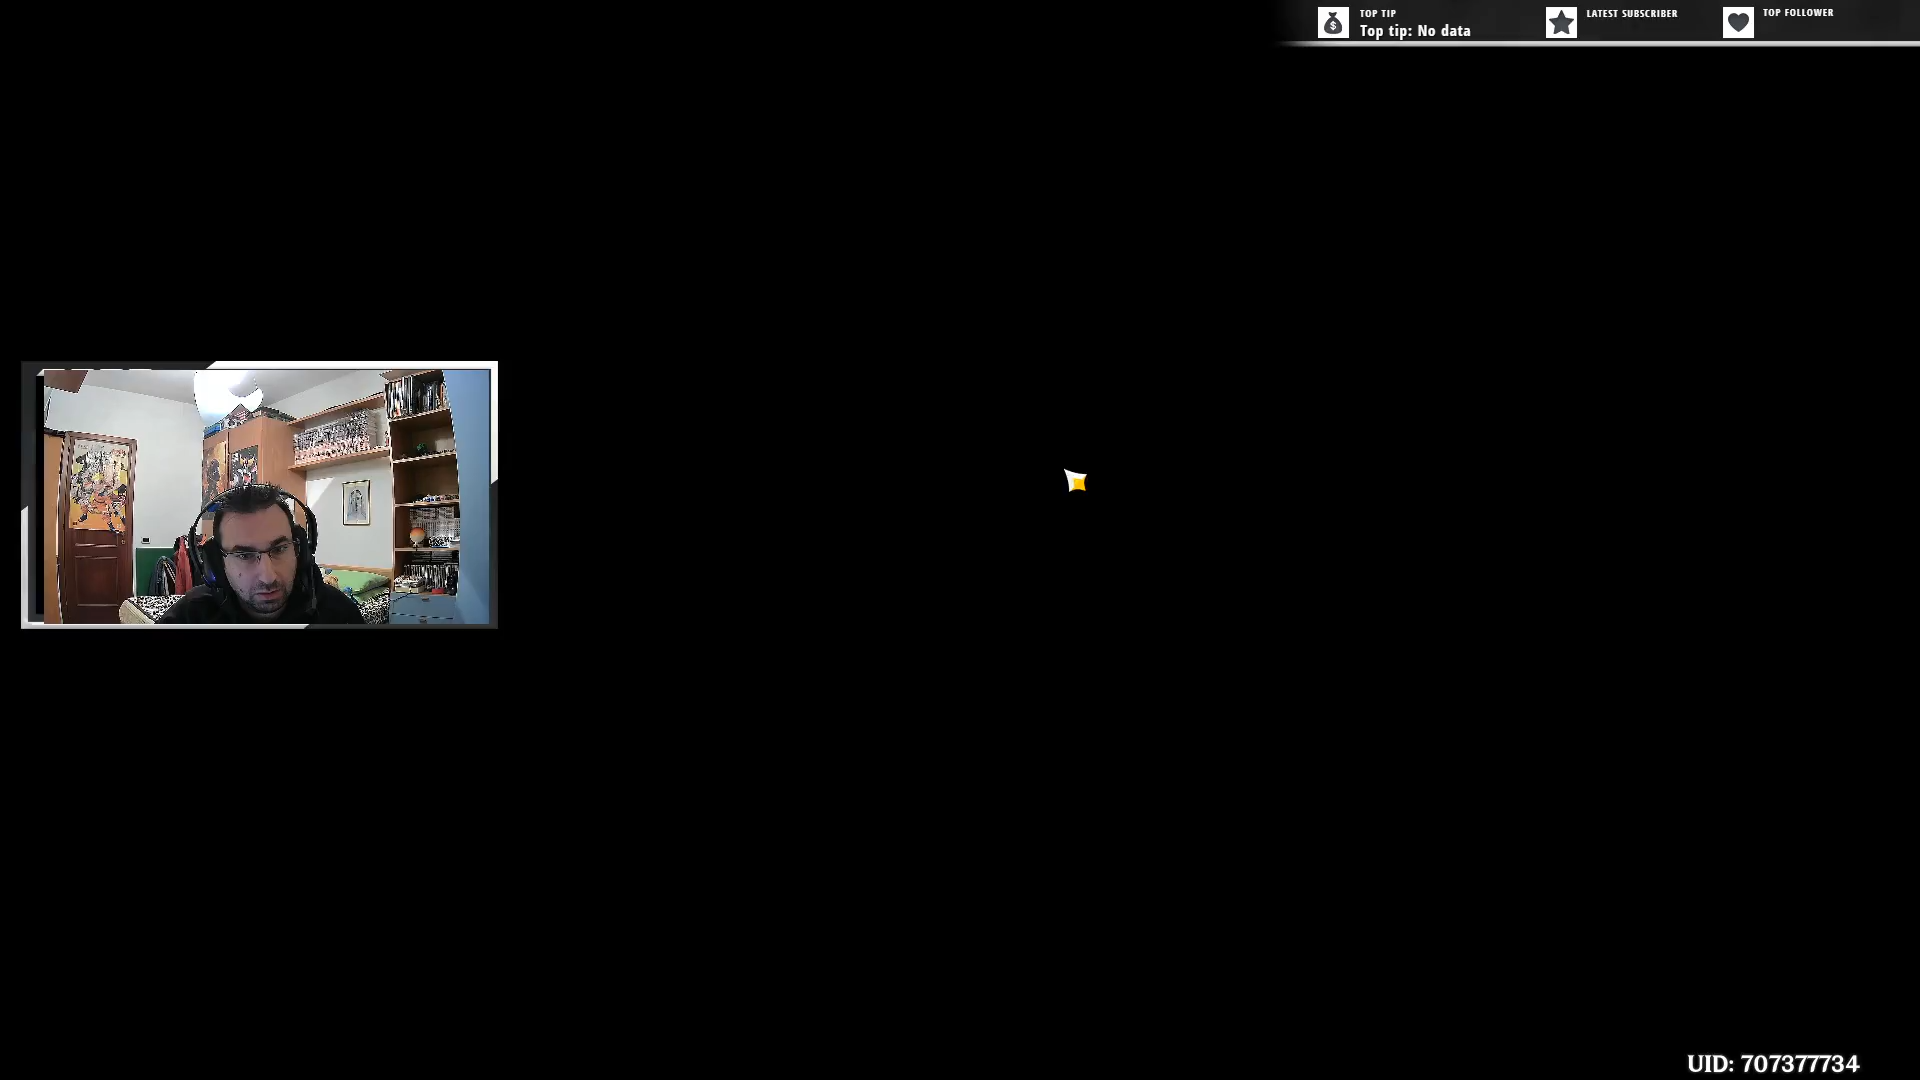 TOP TIP
Top tip: No data
LATEST SUBSCRIBER
TOP FOLLOWER
UID: 707377734